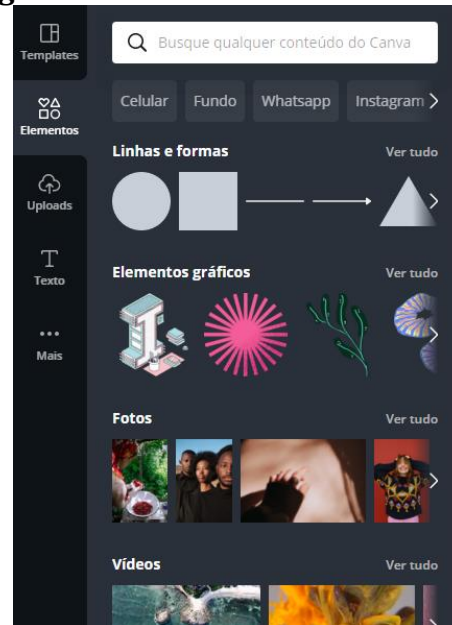 g
Templates
Elementos
Uploads
Texto
Mais
Busque qualquer conteúdo do Canva
Celular Fundo Whatsapp Instagram
Linhas e formas Ver tudo
Elementos gráficos Ver tudo
Fotos Ver tudo
Vídeos Ver tudo